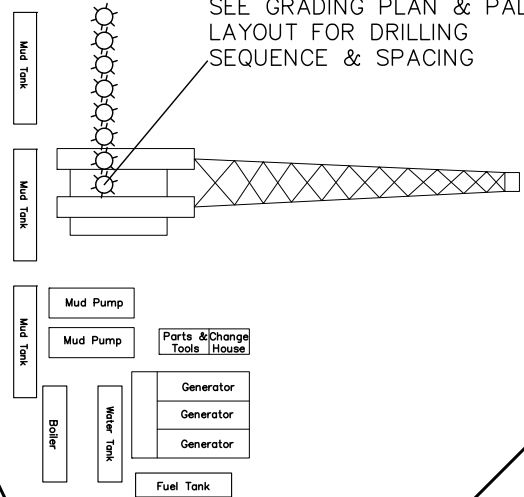 SEE GRADING PLAN &
LAYOUT FOR DRILLING
SEQUENCE & SPACING
Mud Tank
Mud Tank
Mud Tank
Mud Pump
Mud Pump
Parts & Tools
Change House
Boiler
Water Tank
Generator
Generator
Generator
Fuel Tank